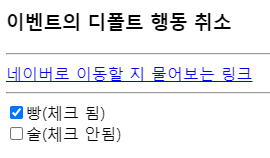 이벤트의 디폴트 행동 취소
네이버로 이동할 지 물어보는 링크
빵(체크 됨)
술(체크 안됨)